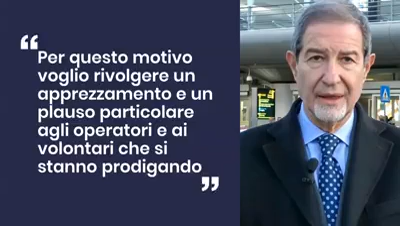 “
Per questo motivo
voglio rivolgere un
apprezzamento e un
plauso particolare
agli operatori e ai
volontari che si
stanno prodigando
”